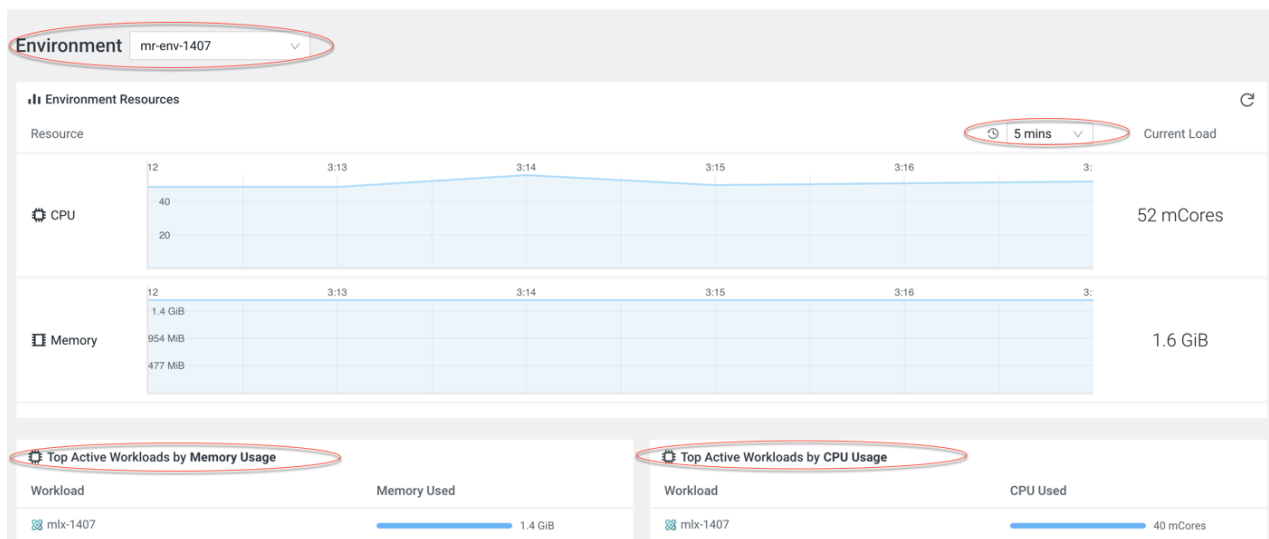 Environment mr-env-1407
Environment Resources
Resource 5 mins Current Load
12 3:13 3:14 3:15 3:16 3:
40
CPU 52 mCores
20
12 3:13 3:14 3:15 3:16 3:
1.4 GiB
Memory 954 MiB 1.6 GiB
477 MiB
Top Active Workloads by Memory Usage
Workload Memory Used
mlx-1407 1.4 GiB
Top Active Workloads by CPU Usage
Workload CPU Used
mlx-1407 40 mCores